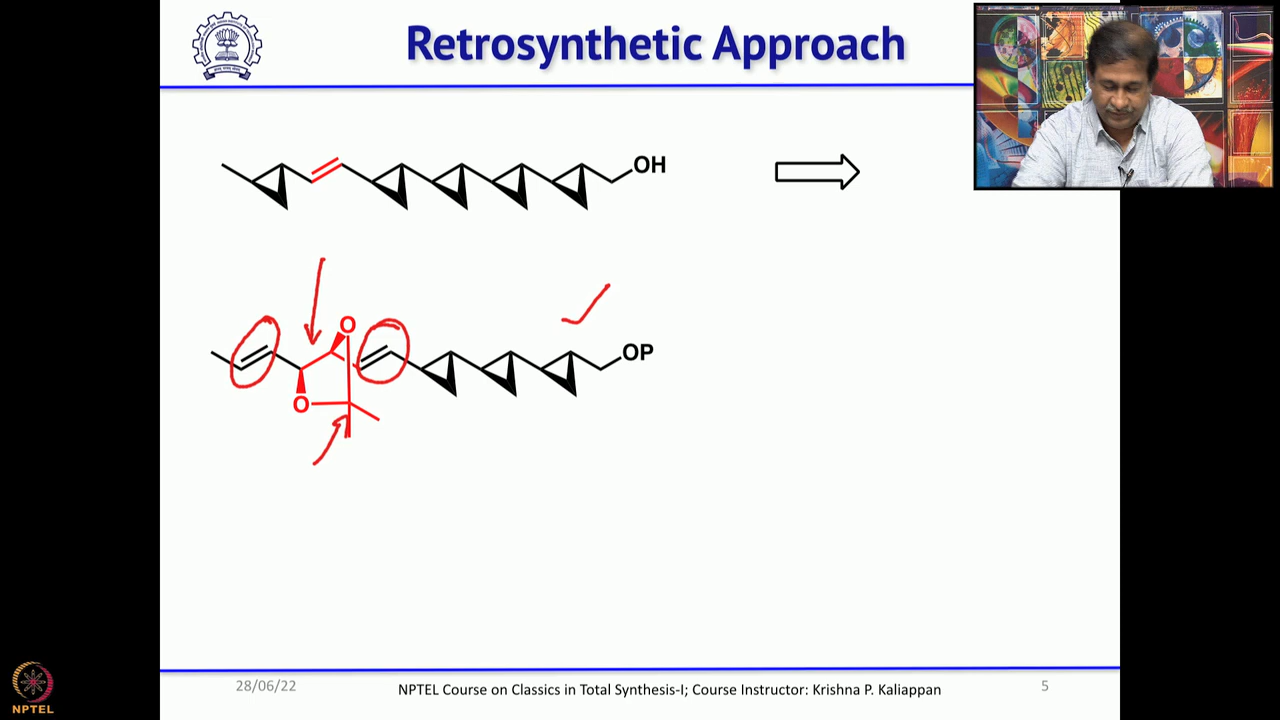 Retrosynthetic Approach
OH
O
OP
O
28/06/22
NPTEL Course on Classics in Total Synthesis-I; Course Instructor: Krishna P. Kaliappan
5
NPTEL